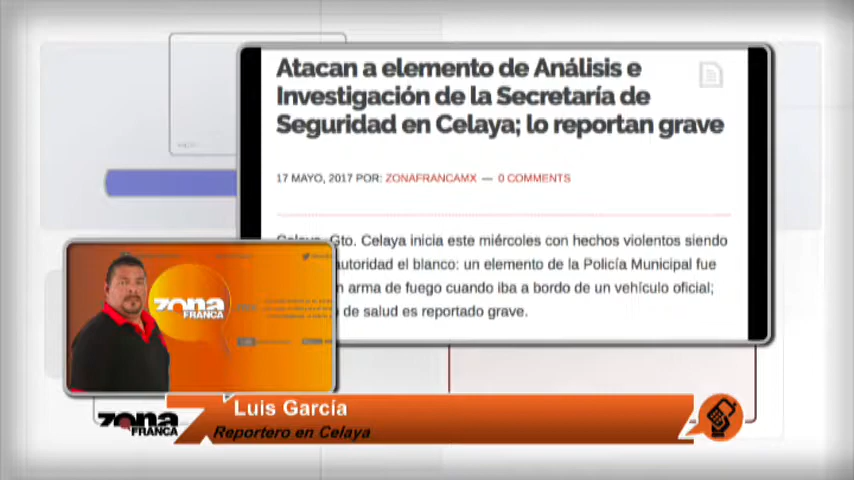 Atacan a elemento de Análisis e
Investigación de la Secretaría de
Seguridad en Celaya; lo reportan grave
17 MAYO, 2017 POR: ZONAFRANCAMX — 0 COMMENTS
Gto. Celaya inicia este miércoles con hechos violentos siendo
autoridad el blanco: un elemento de la Policía Municipal fue
arma de fuego cuando iba a bordo de un vehículo oficial;
de salud es reportado grave.
zona
FRANCA
Luis García
Reportero en Celaya
zona
FRANCA